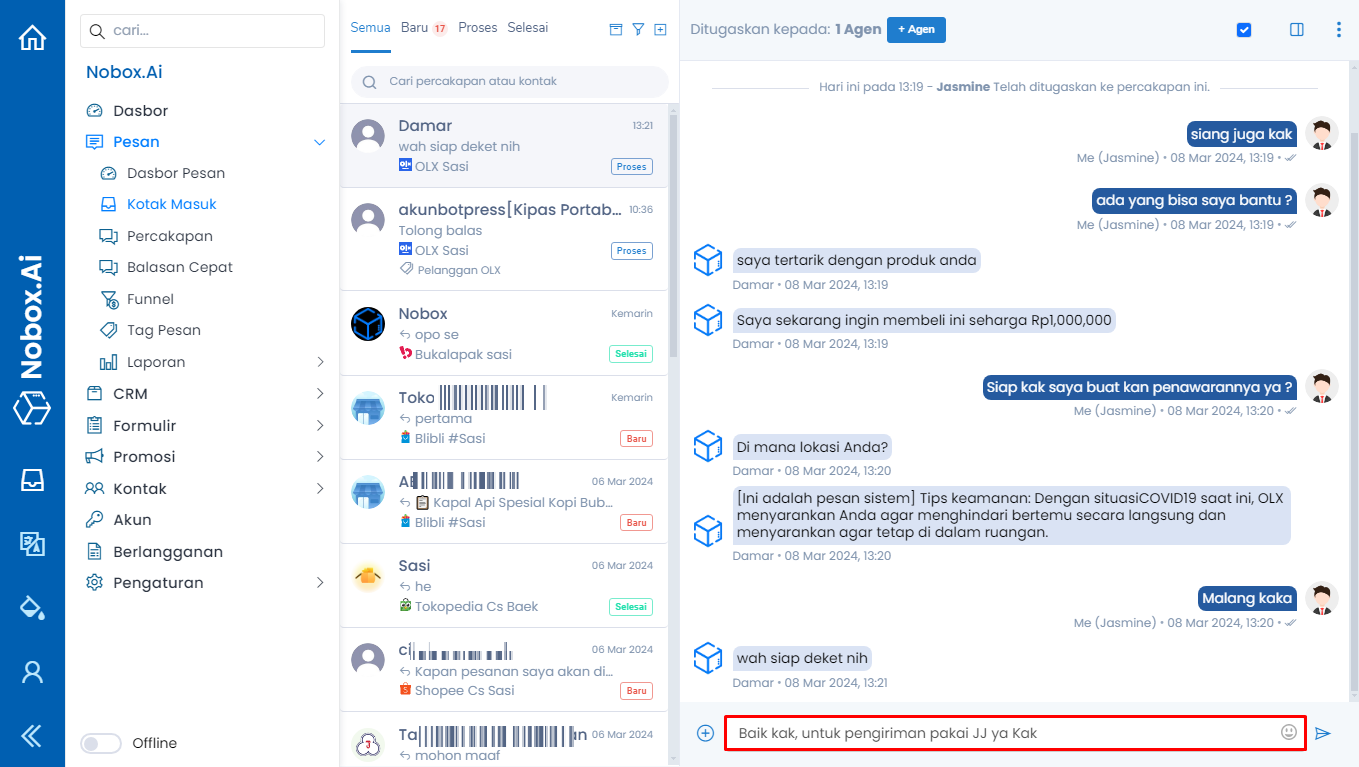 Nobox.Ai
cari...
Nobox.Ai
Dasbor
Pesan
Dasbor Pesan
Kotak Masuk
Percakapan
Balasan Cepat
Funnel
Tag Pesan
Laporan
CRM
Formulir
Promosi
Kontak
Akun
Berlangganan
Pengaturan
Offline
Semua Baru 17 Proses Selesai
Cari percakapan atau kontak
Damar 13:21
wah siap deket nih
OLX Sasi Proses
akunbotpress[Kipas Portab... 10:36
Tolong balas
OLX Sasi Proses
Pelanggan OLX
Nobox Kemarin
opo se
Bukalapak sasi Selesai
Toko Kemarin
pertama
Blibli #Sasi Baru
06 Mar 2024
Kapal Api Spesial Kopi Bub...
Blibli #Sasi Baru
Sasi 06 Mar 2024
he
Tokopedia Cs Baek Selesai
06 Mar 2024
Kapan pesanan saya akan di...
Shopee Cs Sasi Baru
06 Mar 2024
mohon maaf
Ditugaskan kepada: 1 Agen + Agen
Hari ini pada 13:19 - Jasmine Telah ditugaskan ke percakapan ini.
siang juga kak
Me (Jasmine) • 08 Mar 2024, 13:19 •
ada yang bisa saya bantu ?
Me (Jasmine) • 08 Mar 2024, 13:19 •
saya tertarik dengan produk anda
Damar • 08 Mar 2024, 13:19
Saya sekarang ingin membeli ini seharga Rp1,000,000
Damar • 08 Mar 2024, 13:19
Siap kak saya buat kan penawarannya ya ?
Me (Jasmine) • 08 Mar 2024, 13:20 •
Di mana lokasi Anda?
Damar • 08 Mar 2024, 13:20
[Ini adalah pesan sistem] Tips keamanan: Dengan situasiCOVID19 saat ini, OLX
menyarankan Anda agar menghindari bertemu secara langsung dan
menyarankan agar tetap di dalam ruangan.
Damar • 08 Mar 2024, 13:20
Malang kaka
Me (Jasmine) • 08 Mar 2024, 13:20 •
wah siap deket nih
Damar • 08 Mar 2024, 13:21
Baik kak, untuk pengiriman pakai JJ ya Kak